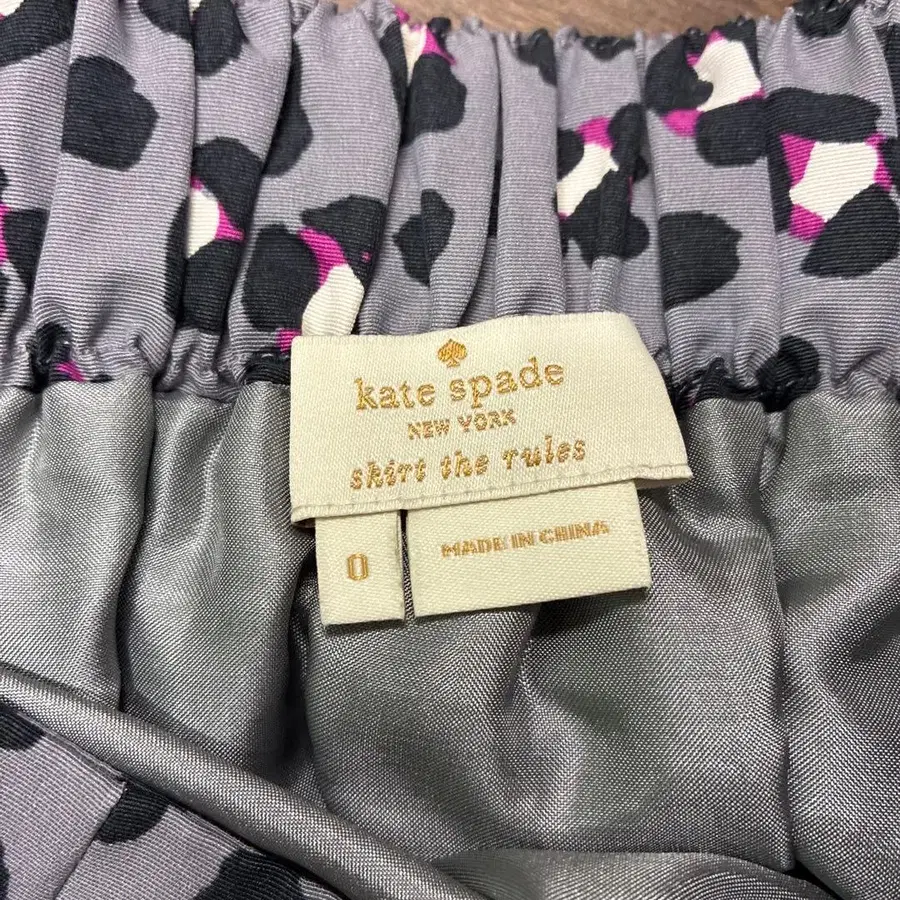 kate spade
NEW YORK
skirt the rules
0
MADE IN CHINA